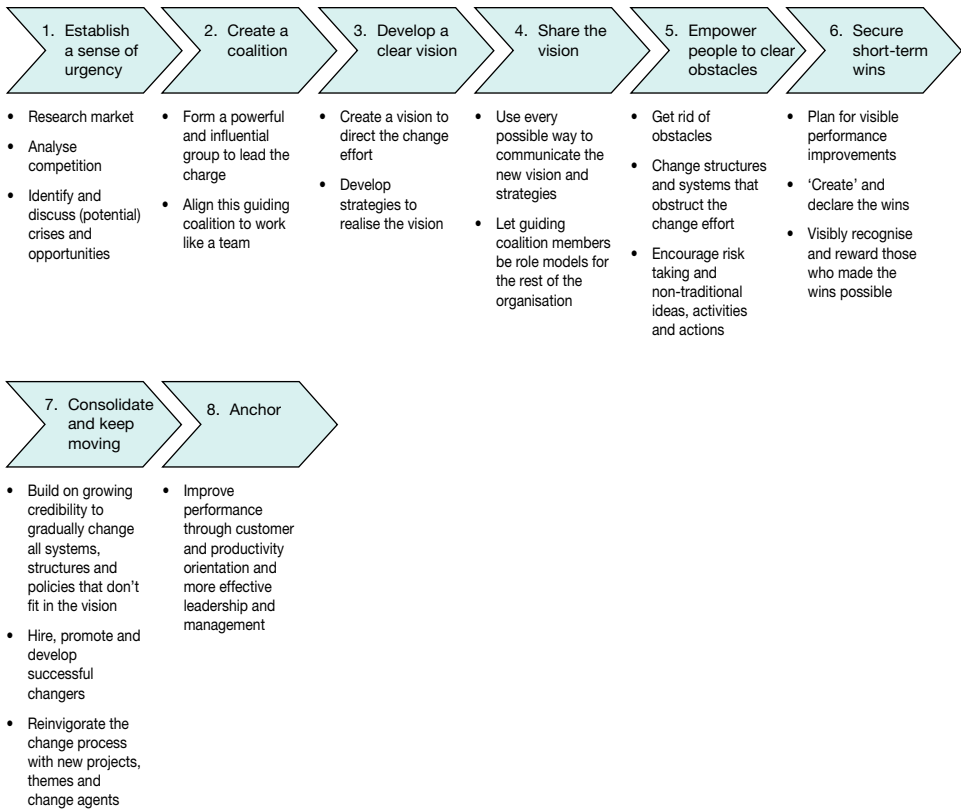 1. Establish
a sense of
urgency
• Research market
• Analyse
competition
• Identify and
discuss (potential)
crises and
opportunities
2. Create a
coalition
• Form a powerful
and influential
group to lead the
charge
• Align this guiding
coalition to work
like a team
3. Develop a
clear vision
• Create a vision to
direct the change
effort
• Develop
strategies to
realise the vision
4. Share the
vision
• Use every
possible way to
communicate the
new vision and
strategies
• Let guiding
coalition members
be role models for
the rest of the
organisation
5. Empower
people to clear
obstacles
• Get rid of
obstacles
• Change structures
and systems that
obstruct the
change effort
• Encourage risk
taking and
non-traditional
ideas, activities
and actions
6. Secure
short-term
wins
• Plan for visible
performance
improvements
• ‘Create’ and
declare the wins
• Visibly recognise
and reward those
who made the
wins possible
7. Consolidate
and keep
moving
• Build on growing
credibility to
gradually change
all systems,
structures and
policies that don’t
fit in the vision
• Hire, promote and
develop
successful
changers
• Reinvigorate the
change process
with new projects,
themes and
change agents
8. Anchor
• Improve
performance
through customer
and productivity
orientation and
more effective
leadership and
management